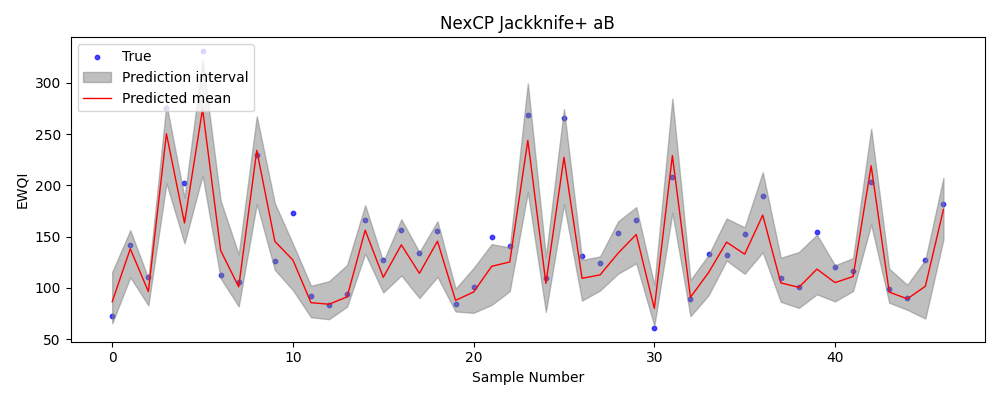 NexCP Jackknife+ aB
True
Prediction interval
Predicted mean
EWQI
300
250
200
150
100
50
0
10
20
30
40
Sample Number